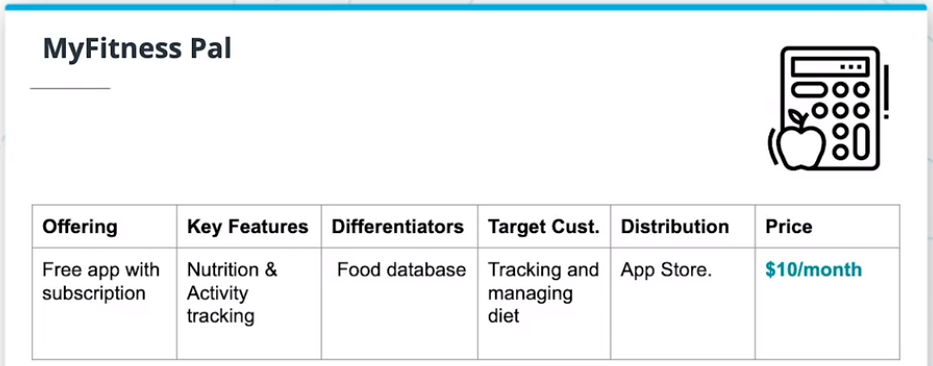 MyFitness Pal
Offering Key Features Differentiators Target Cust. Distribution Price
Free app with subscription
Nutrition & Activity tracking
Food database
Tracking and managing diet
App Store.
$10/month